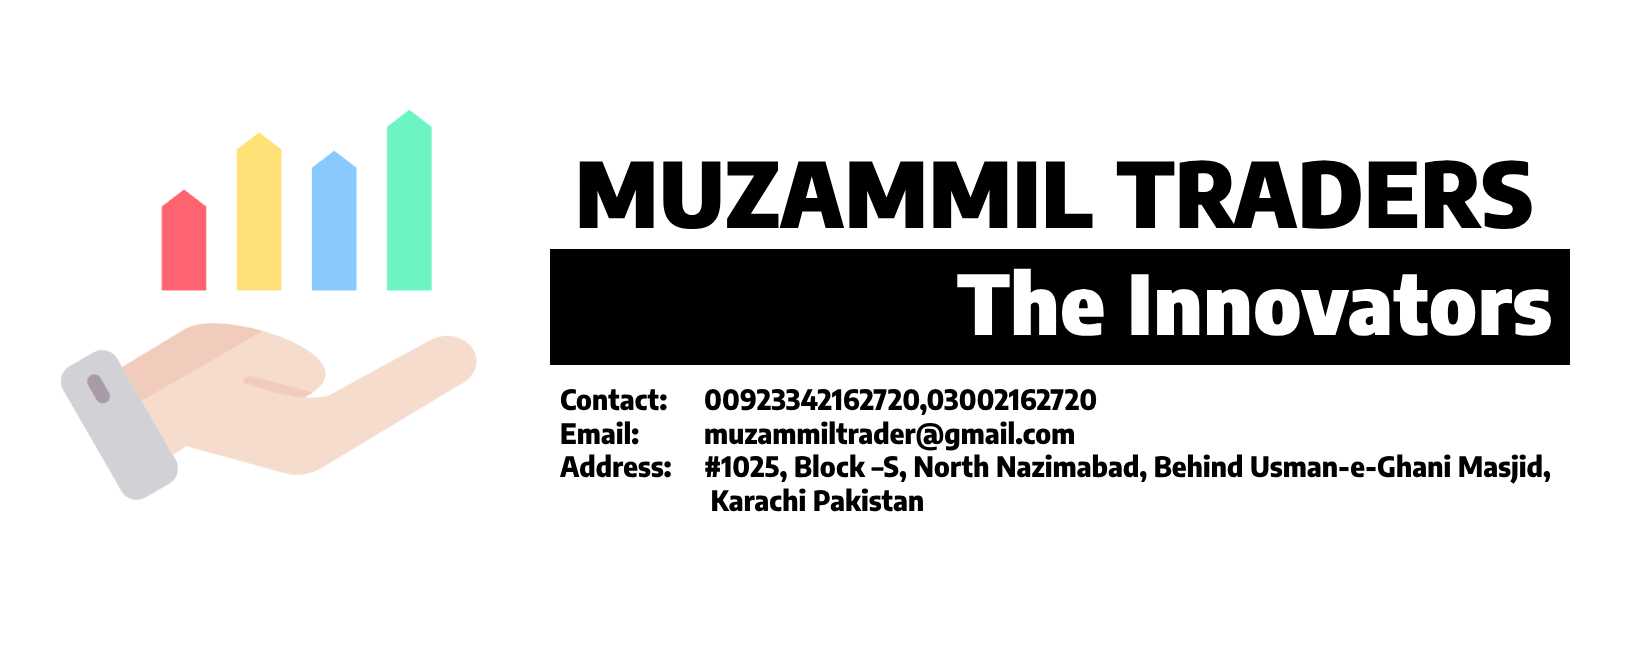 MUZAMMIL TRADERS
The Innovators
Contact: 00923342162720,03002162720
Email: muzammiltrader@gmail.com
Address: #1025, Block –S, North Nazimabad, Behind Usman-e-Ghani Masjid,
Karachi Pakistan